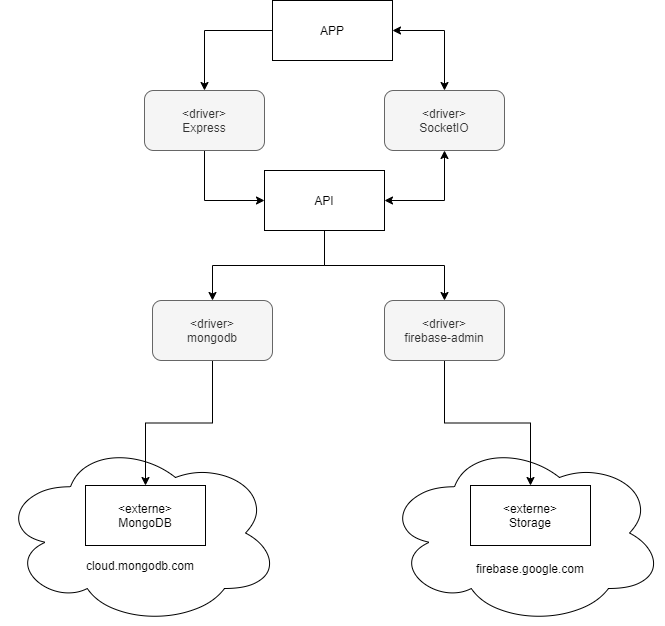 APP
<driver>
Express
<driver>
SocketIO
API
<driver>
mongodb
<driver>
firebase-admin
<externe>
MongoDB
cloud.mongodb.com
<externe>
Storage
firebase.google.com